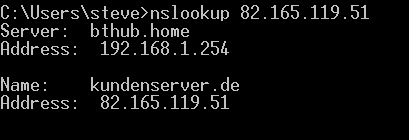 C:\Users\steve>nslookup 82.165.119.51
Server:  bthub.home
Address:  192.168.1.254

Name:    kundenserver.de
Address:  82.165.119.51